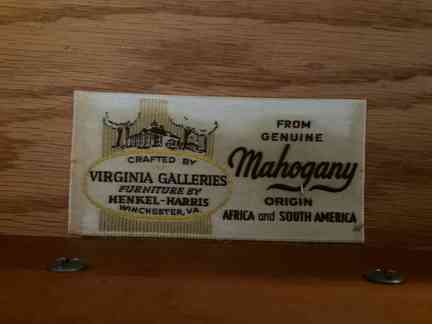 CRAFTED BY
VIRGINIA GALLERIES
FURNITURE BY
HENKEL-HARRIS
WINCHESTER, VA.
FROM
GENUINE
Mahogany
ORIGIN
AFRICA and SOUTH AMERICA